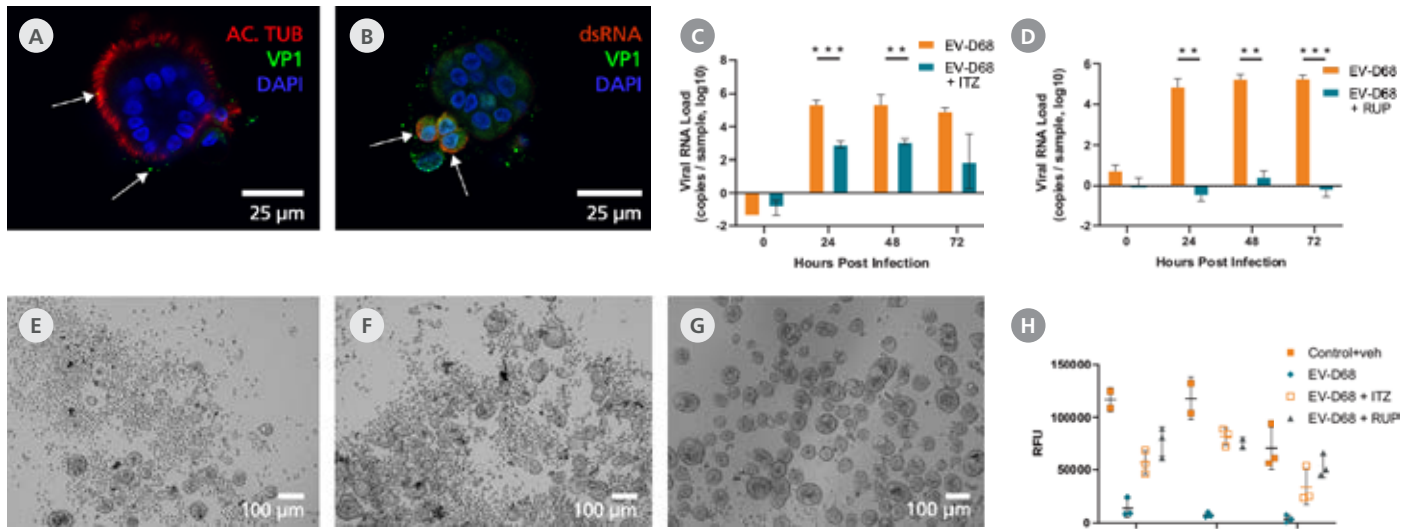 A
AC. TUB
VP1
DAPI
25 µm
B
dsRNA
VP1
DAPI
25 µm
C
* * *
* *
EV-D68
EV-D68
+ ITZ
Viral RNA Load
(copies / sample, log10)
6
4
2
0
-2
0
24
48
72
Hours Post Infection
D
* *
* *
* * *
EV-D68
EV-D68
+ RUP
Viral RNA Load
(copies / sample, log10)
6
4
2
0
-2
0
24
48
72
Hours Post Infection
E
100 µm
F
100 µm
G
100 µm
H
RFU
150000
100000
50000
0
Control+veh
EV-D68
EV-D68 + ITZ
EV-D68 + RUP